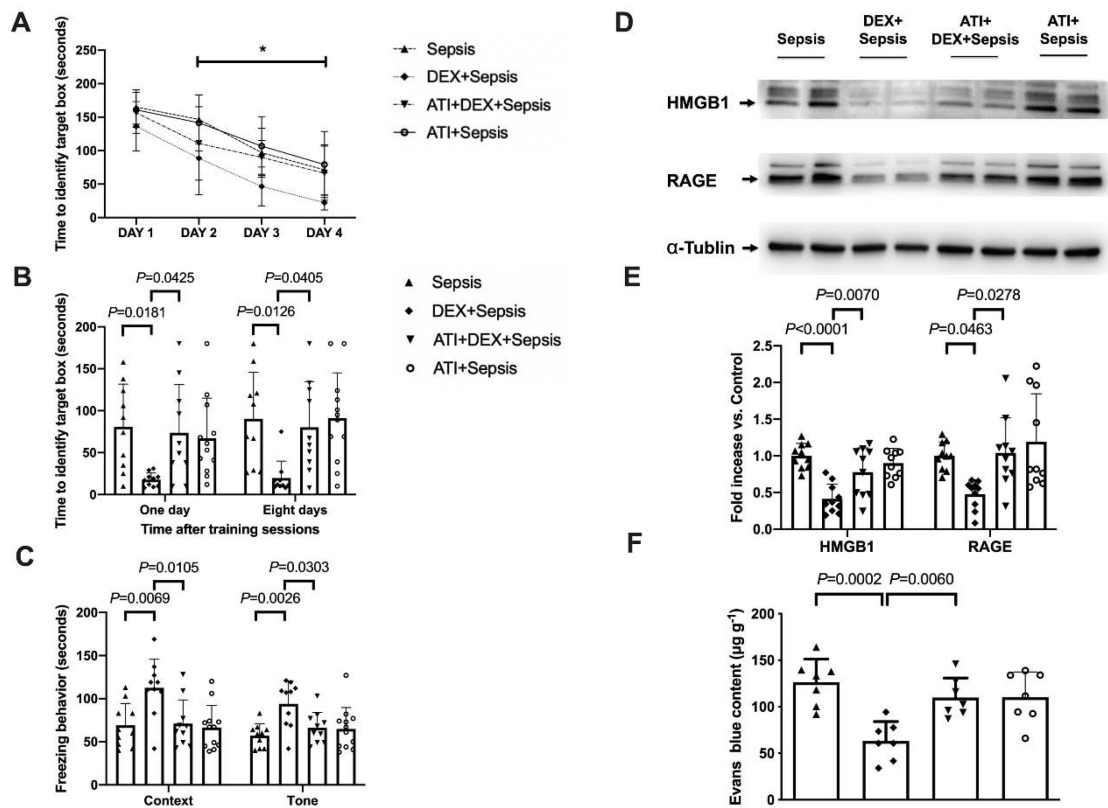 A
Time to identify target box (seconds)
250
200
150
100
50
0
*
DAY 1 DAY 2 DAY 3 DAY 4
Sepsis
DEX+Sepsis
ATI+DEX+Sepsis
ATI+Sepsis
B
Time to identify target box (seconds)
200
150
100
50
0
P=0.0425
P=0.0181
P=0.0405
P=0.0126
One day Eight days
Time after training sessions
Sepsis
DEX+Sepsis
ATI+DEX+Sepsis
ATI+Sepsis
C
Freezing behavior (seconds)
200
150
100
50
0
P=0.0105
P=0.0069
P=0.0303
P=0.0026
Context Tone
D
Sepsis
DEX+
Sepsis
ATI+
DEX+Sepsis
ATI+
Sepsis
HMGB1
RAGE
α-Tublin
E
Fold incease vs. Control
2.5
2.0
1.5
1.0
0.5
0.0
P=0.0070
P<0.0001
P=0.0278
P=0.0463
HMGB1 RAGE
F
Evans blue content (µg g⁻¹)
200
150
100
50
0
P=0.0002 P=0.0060